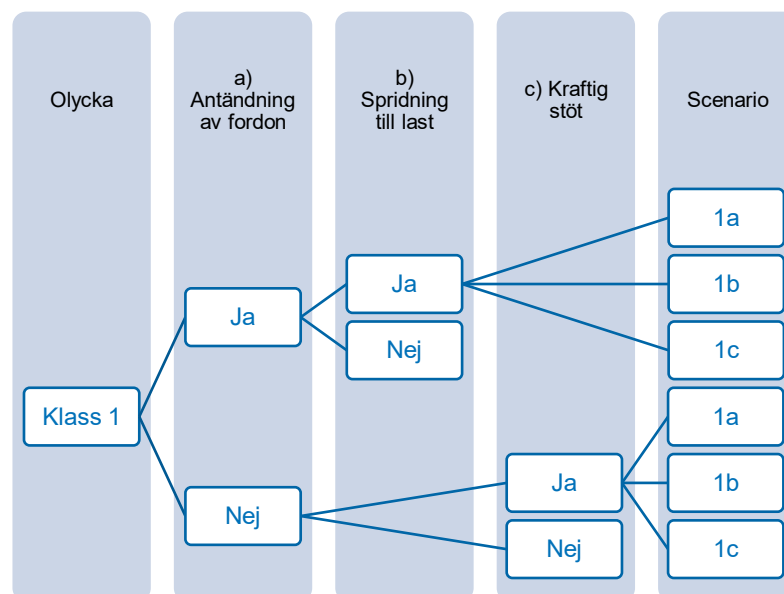 Olycka
a)
Antändning
av fordon
b)
Spridning
till last
c) Kraftig
stöt
Scenario
Klass 1
Ja
Nej
Ja
Nej
Ja
Nej
1a
1b
1c
1a
1b
1c